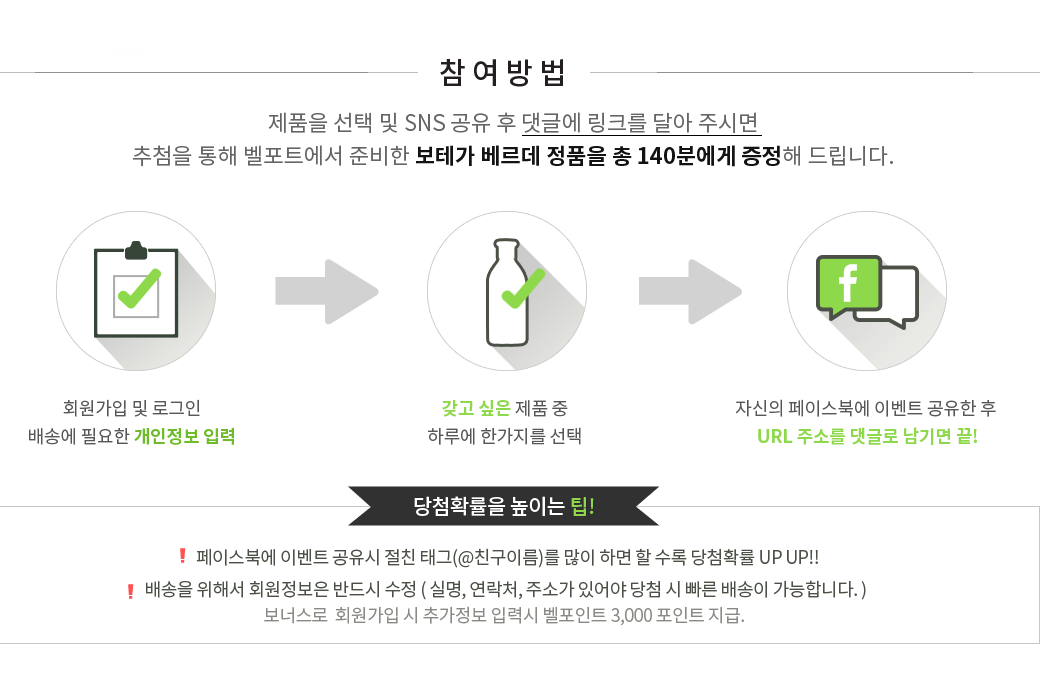 참여방법
제품을 선택 및 SNS 공유 후 댓글에 링크를 달아 주시면
추첨을 통해 벨포트에서 준비한 보테가 베르데 정품을 총 140분에게 증정해 드립니다.
회원가입 및 로그인
배송에 필요한 개인정보 입력
갖고 싶은 제품 중
하루에 한가지를 선택
f
자신의 페이스북에 이벤트 공유한 후
URL 주소를 댓글로 남기면 끝!
당첨확률을 높이는 팁!
! 페이스북에 이벤트 공유시 절친 태그(@친구이름)를 많이 하면 할 수록 당첨확률 UP UP!!
! 배송을 위해서 회원정보은 반드시 수정 ( 실명, 연락처, 주소가 있어야 당첨 시 빠른 배송이 가능합니다. )
보너스로 회원가입 시 추가정보 입력시 벨포인트 3,000 포인트 지급.